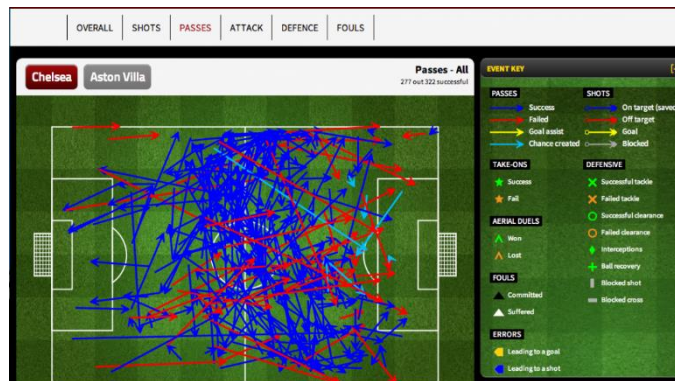 OVERALL SHOTS PASSES ATTACK DEFENCE FOULS
Chelsea Aston Villa
Passes - All
277 out 322 successful
EVENT KEY
PASSES
Success
Failed
Goal assist
Chance created
SHOTS
On target (saved
Off target
Goal
Blocked
TAKE-ONS
Success
Fail
AERIAL DUELS
Won
Lost
FOULS
Committed
Suffered
ERRORS
Leading to a goal
Leading to a shot
DEFENSIVE
Successful tackle
Failed tackle
Successful clearance
Failed clearance
Interceptions
Ball recovery
Blocked shot
Blocked cross